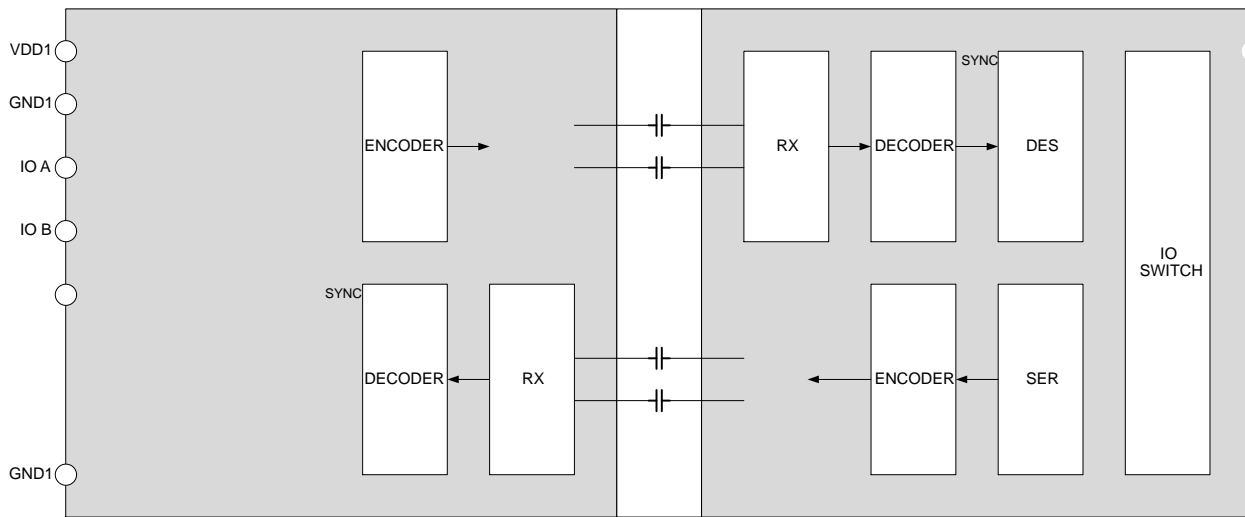 VDD1
GND1
IO A
IO B
GND1
ENCODER
RX
DECODER
SYNC
DES
IO
SWITCH
SYNC
DECODER
RX
ENCODER
SER